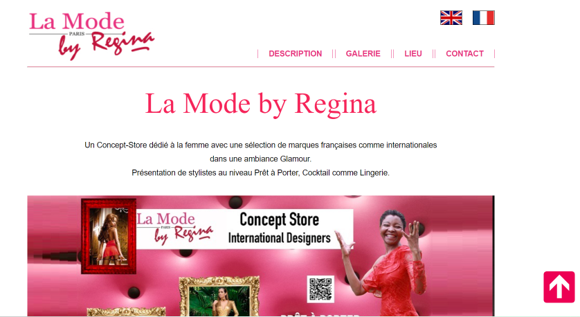 La Mode
PARIS
by Regina
DESCRIPTION
GALERIE
LIEU
CONTACT
La Mode by Regina
Un Concept-Store dédié à la femme avec une sélection de marques françaises comme internationales
dans une ambiance Glamour.
Présentation de stylistes au niveau Prêt à Porter, Cocktail comme Lingerie.
La Mode
PARIS
by Regina
Concept Store
International Designers